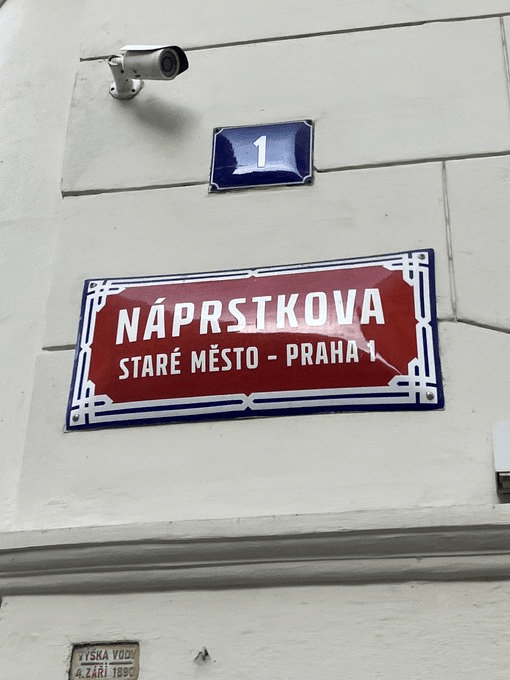 1
NÁPRSTKOVA
STARÉ MĚSTO - PRAHA 1
VÝŠKA VODY
4. ZÁŘÍ 1890